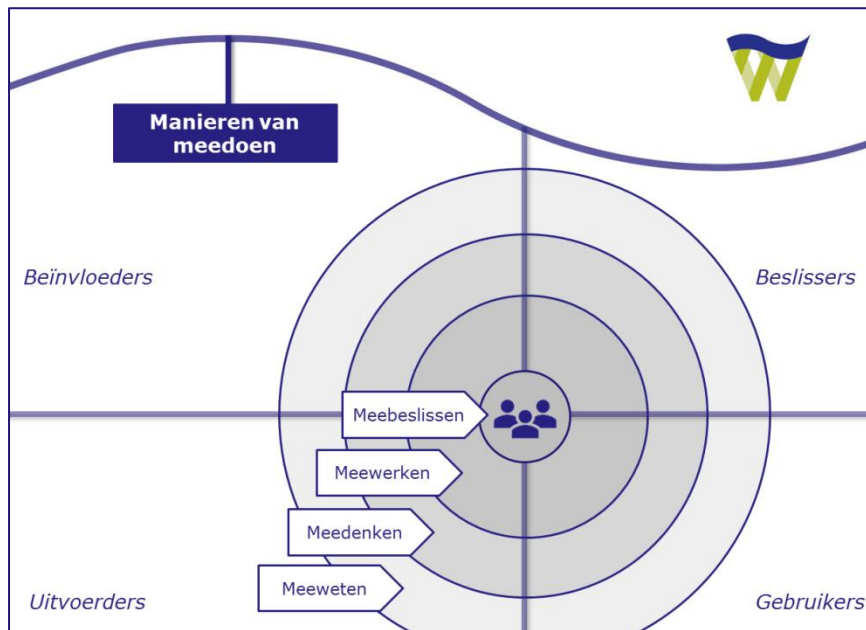 Manieren van
meedoen
Beïnvloeders
Beslissers
Meebeslissen
Meewerken
Meedenken
Meeweten
Uitvoerders
Gebruikers